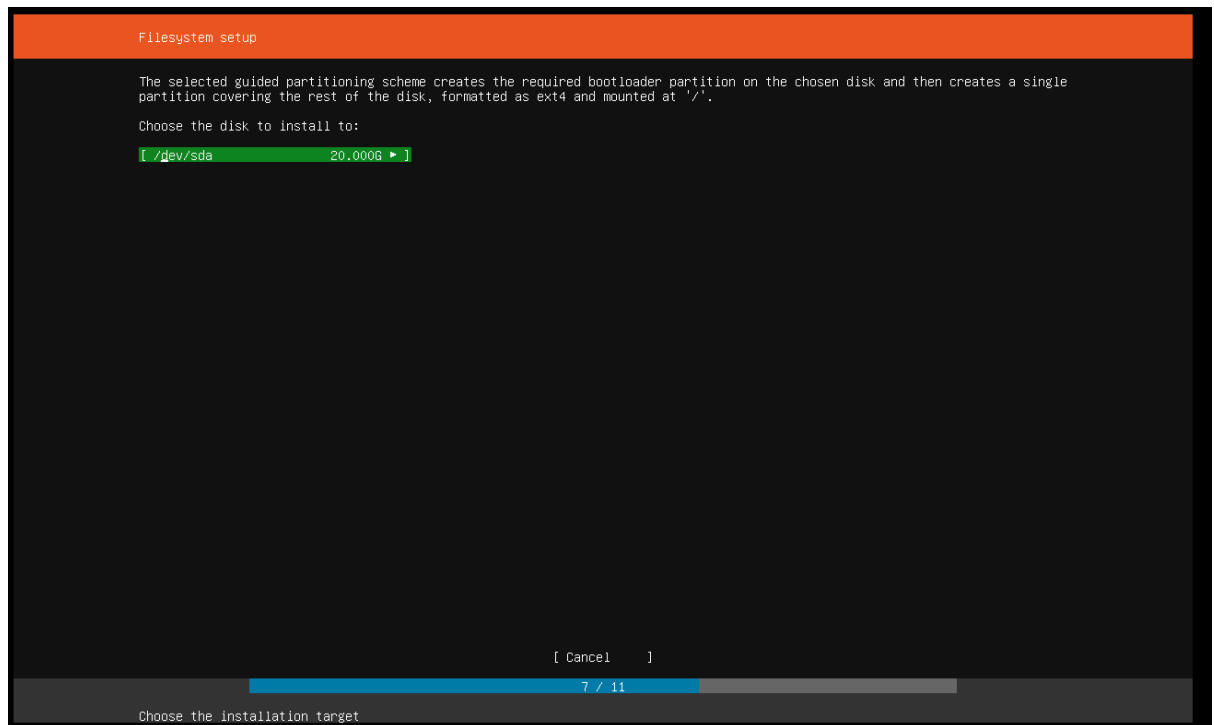 Filesystem setup
The selected guided partitioning scheme creates the required bootloader partition on the chosen disk and then creates a single
partition covering the rest of the disk, formatted as ext4 and mounted at '/'.
Choose the disk to install to:
[ /dev/sda 20.000G ► ]
[ Cancel ]
7 / 11
Choose the installation target